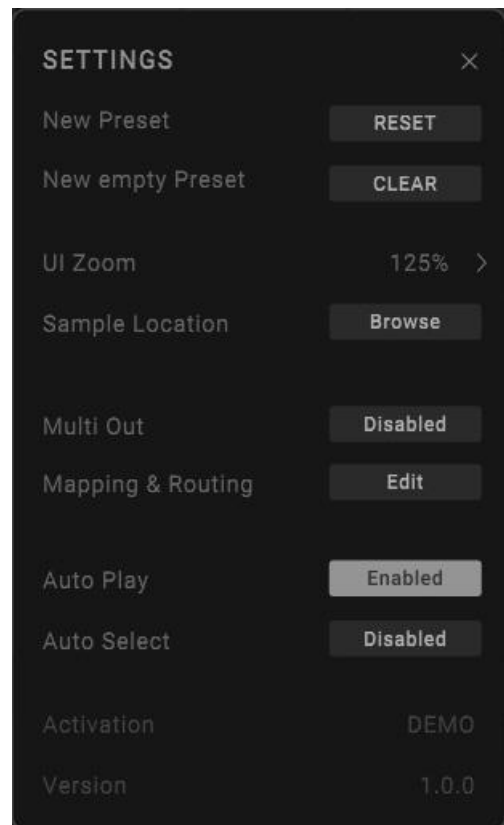 SETTINGS ×
New Preset RESET
New empty Preset CLEAR
UI Zoom 125% >
Sample Location Browse
Multi Out Disabled
Mapping & Routing Edit
Auto Play Enabled
Auto Select Disabled
Activation DEMO
Version 1.0.0